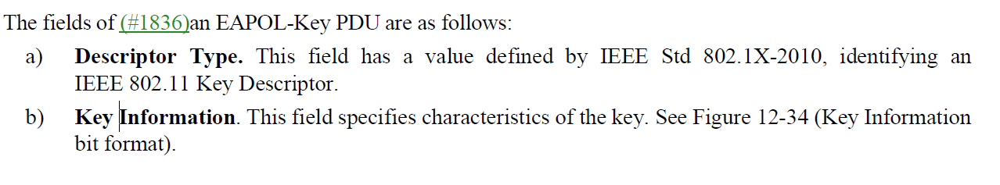 The fields of (#1836)an EAPOL-Key PDU are as follows:
a) Descriptor Type. This field has a value defined by IEEE Std 802.1X-2010, identifying an
IEEE 802.11 Key Descriptor.
b) Key Information. This field specifies characteristics of the key. See Figure 12-34 (Key Information
bit format).